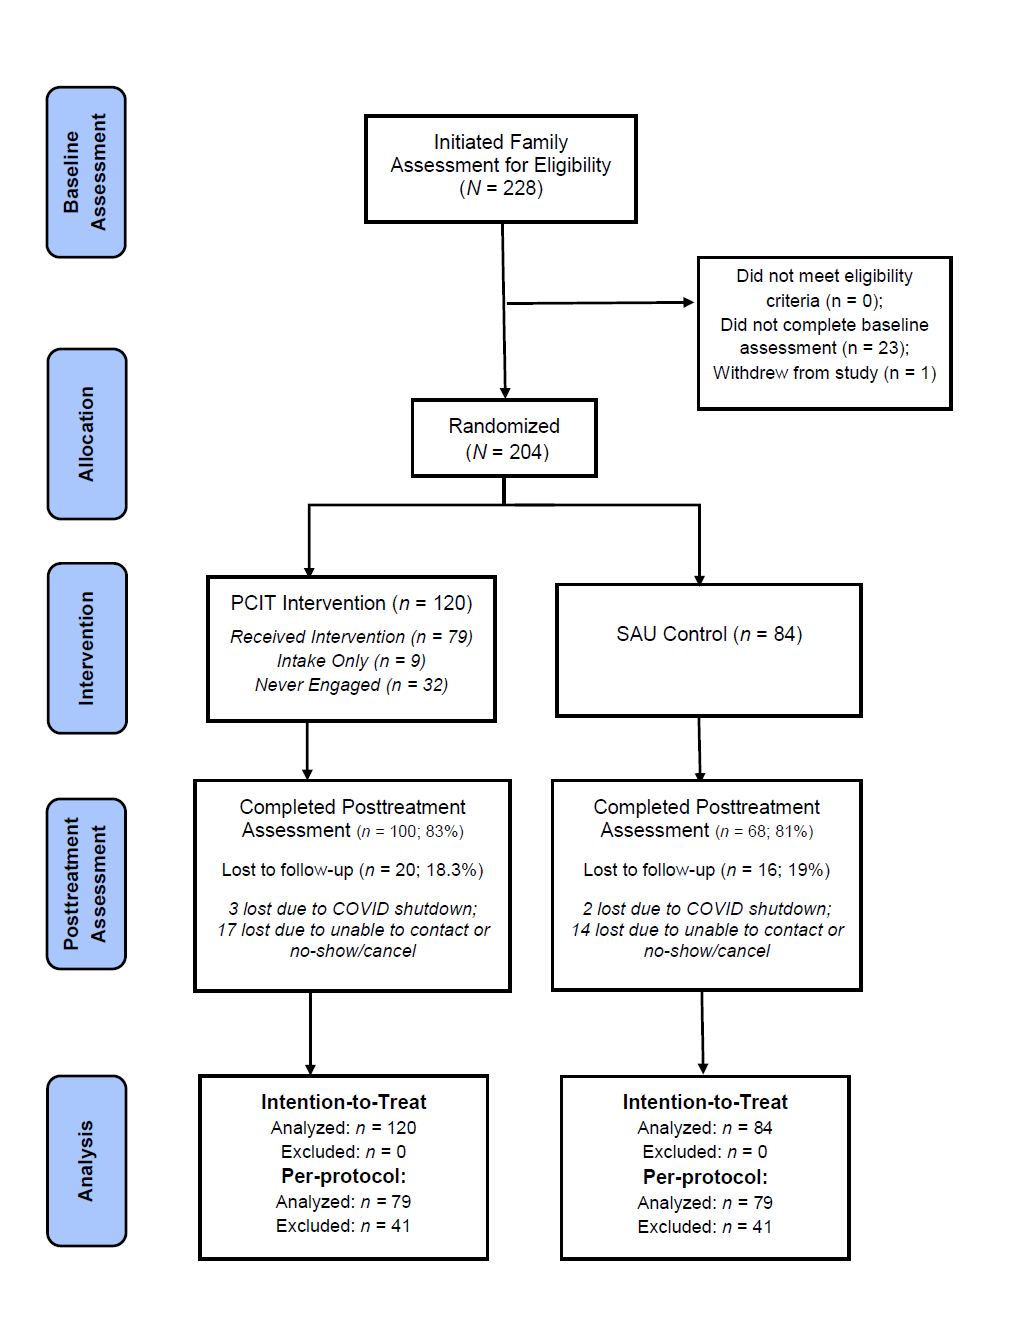 Baseline
Assessment
Initiated Family
Assessment for Eligibility
(N = 228)
Did not meet eligibility
criteria (n = 0);
Did not complete baseline
assessment (n = 23);
Withdrew from study (n = 1)
Allocation
Randomized
(N = 204)
Intervention
PCIT Intervention (n = 120)
Received Intervention (n = 79)
Intake Only (n = 9)
Never Engaged (n = 32)
SAU Control (n = 84)
Posttreatment
Assessment
Completed Posttreatment
Assessment (n = 100; 83%)
Lost to follow-up (n = 20; 18.3%)
3 lost due to COVID shutdown;
17 lost due to unable to contact or
no-show/cancel
Completed Posttreatment
Assessment (n = 68; 81%)
Lost to follow-up (n = 16; 19%)
2 lost due to COVID shutdown;
14 lost due to unable to contact or
no-show/cancel
Analysis
Intention-to-Treat
Analyzed: n = 120
Excluded: n = 0
Per-protocol:
Analyzed: n = 79
Excluded: n = 41
Intention-to-Treat
Analyzed: n = 84
Excluded: n = 0
Per-protocol:
Analyzed: n = 79
Excluded: n = 41